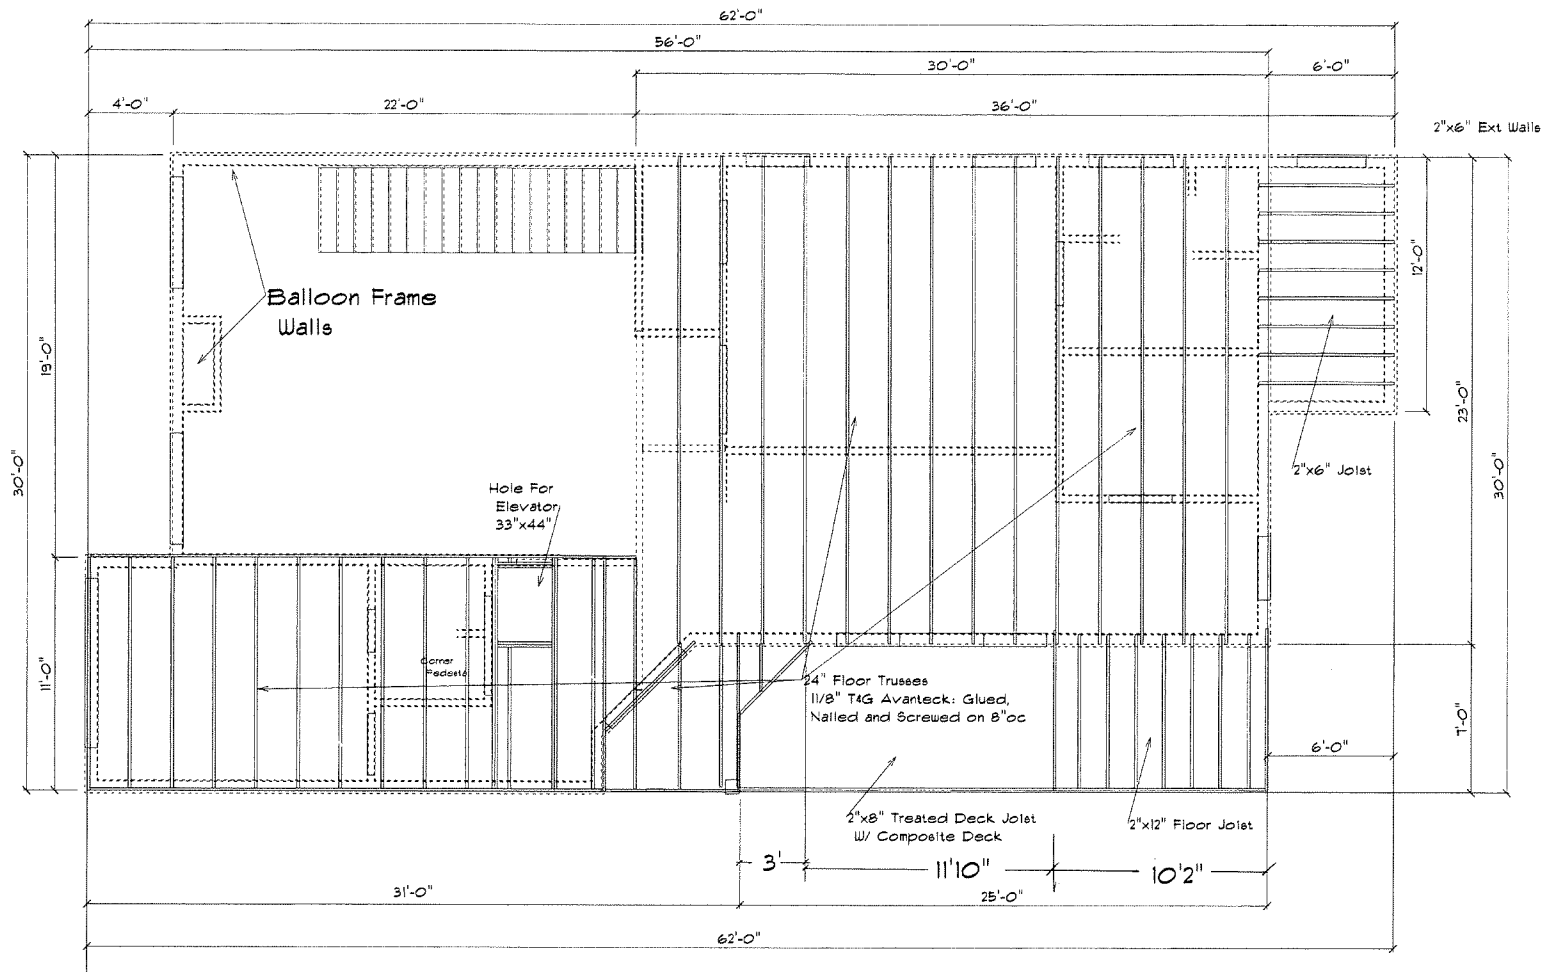 62'-0"
56'-0"
30'-0"
6'-0"
4'-0"
22'-0"
36'-0"
2"x6" Ext Walls
Balloon Frame
Walls
12'-0"
19'-0"
23'-0"
30'-0"
30'-0"
2"x6" Joist
Hole For
Elevator
33"x44"
11'-0"
Corner
24" Floor Trusses
11/8" T&G Avanteck: Glued,
Nailed and Screwed on 8"oc
7'-0"
6'-0"
2"x8" Treated Deck Joist
W/ Composite Deck
2"x12" Floor Joist
3'
11'10"
10'2"
31'-0"
25'-0"
62'-0"